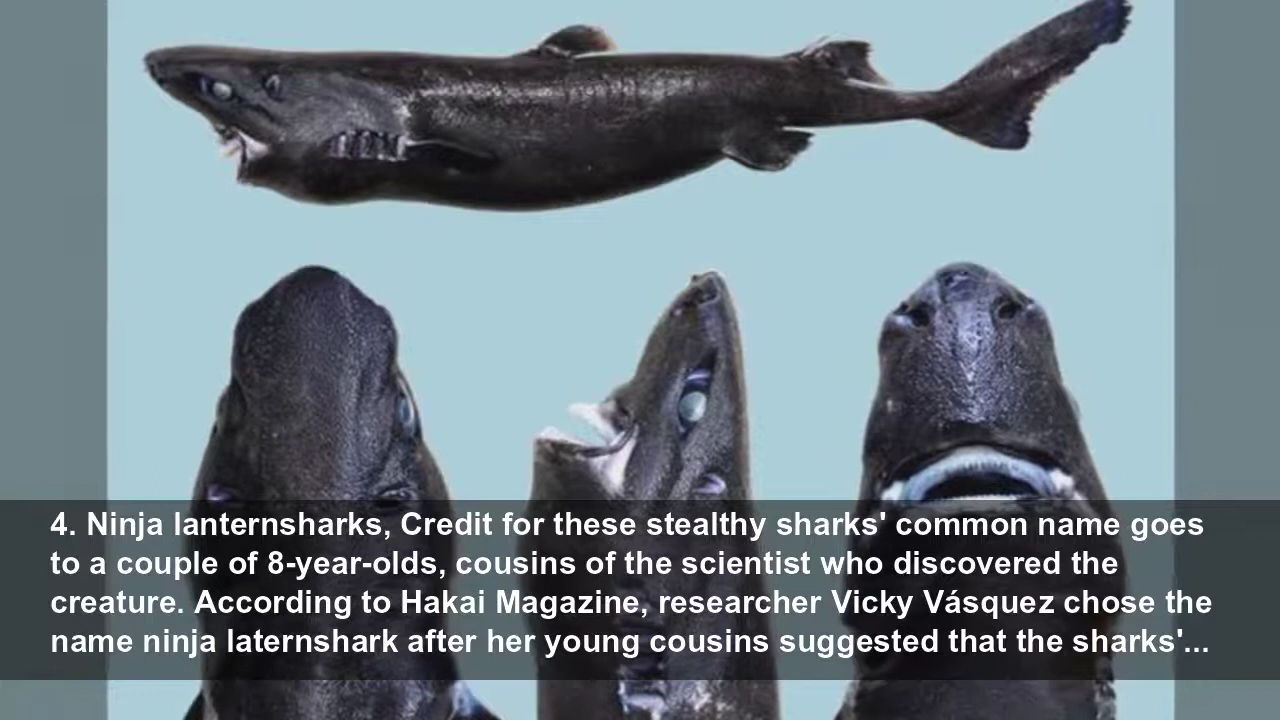 4. Ninja lanternsharks, Credit for these stealthy sharks' common name goes
to a couple of 8-year-olds, cousins of the scientist who discovered the
creature. According to Hakai Magazine, researcher Vicky Vásquez chose the
name ninja laternshark after her young cousins suggested that the sharks'...